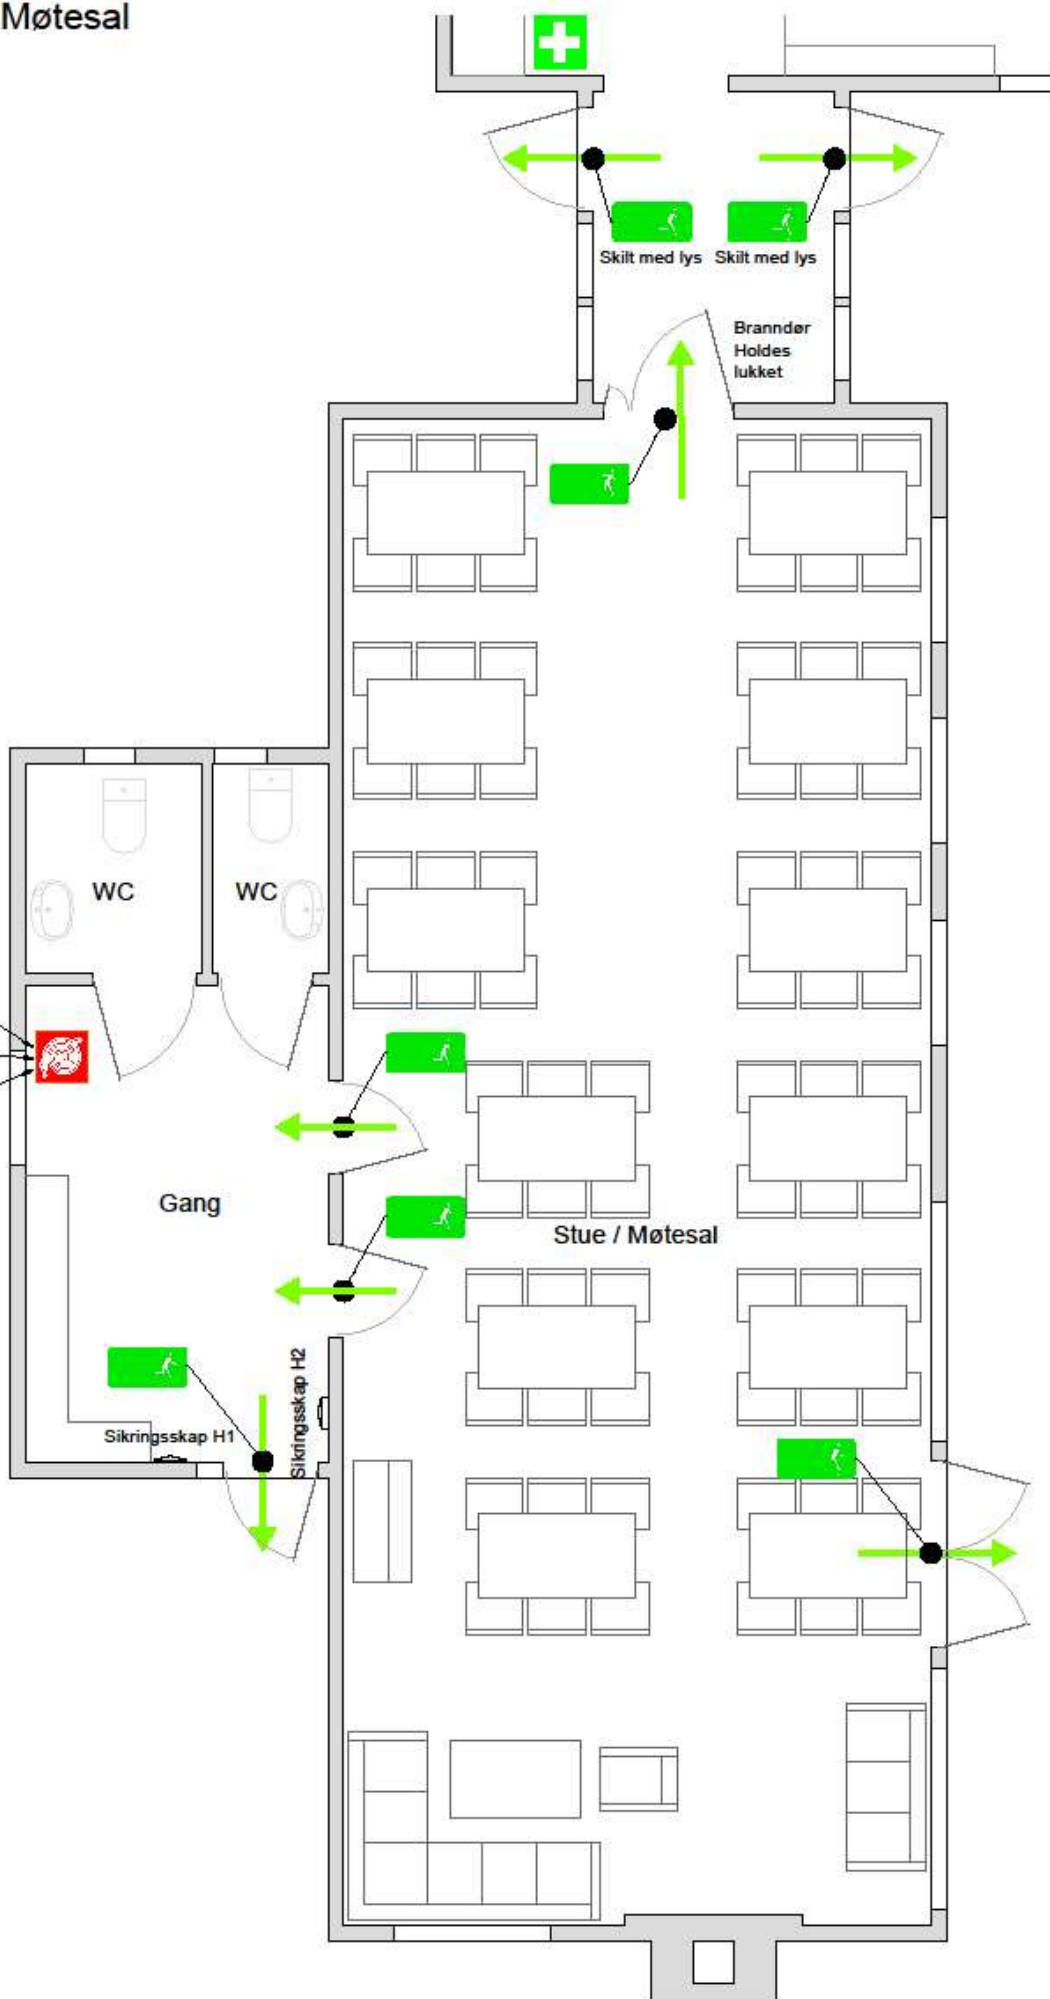 Møtesal
Skilt med lys
Skilt med lys
Branndør
Holdes
lukket
WC
WC
Gang
Stue / Møtesal
Sikringsskap H2
Sikringsskap H1